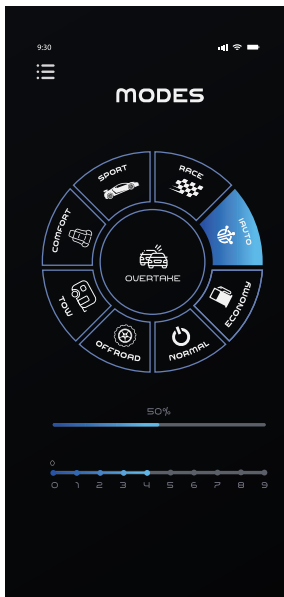 9:30
MODES
SPORT
RACE
COMFORT
IAUTO
OVERTAKE
TOW
ECONOMY
OFFROAD
NORMAL
50%
0
0 1 2 3 4 5 6 7 8 9